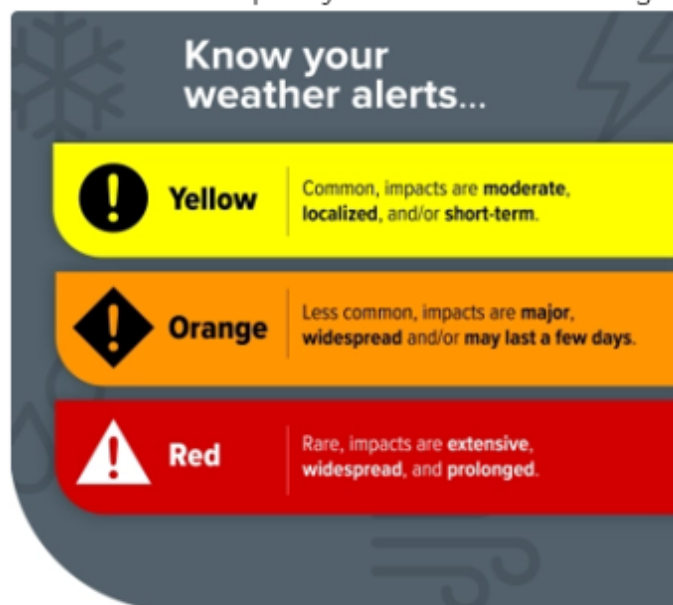 Know your
weather alerts...
Yellow
Common, impacts are moderate,
localized, and/or short-term.
Orange
Less common, impacts are major,
widespread and/or may last a few days.
Red
Rare, impacts are extensive,
widespread, and prolonged.